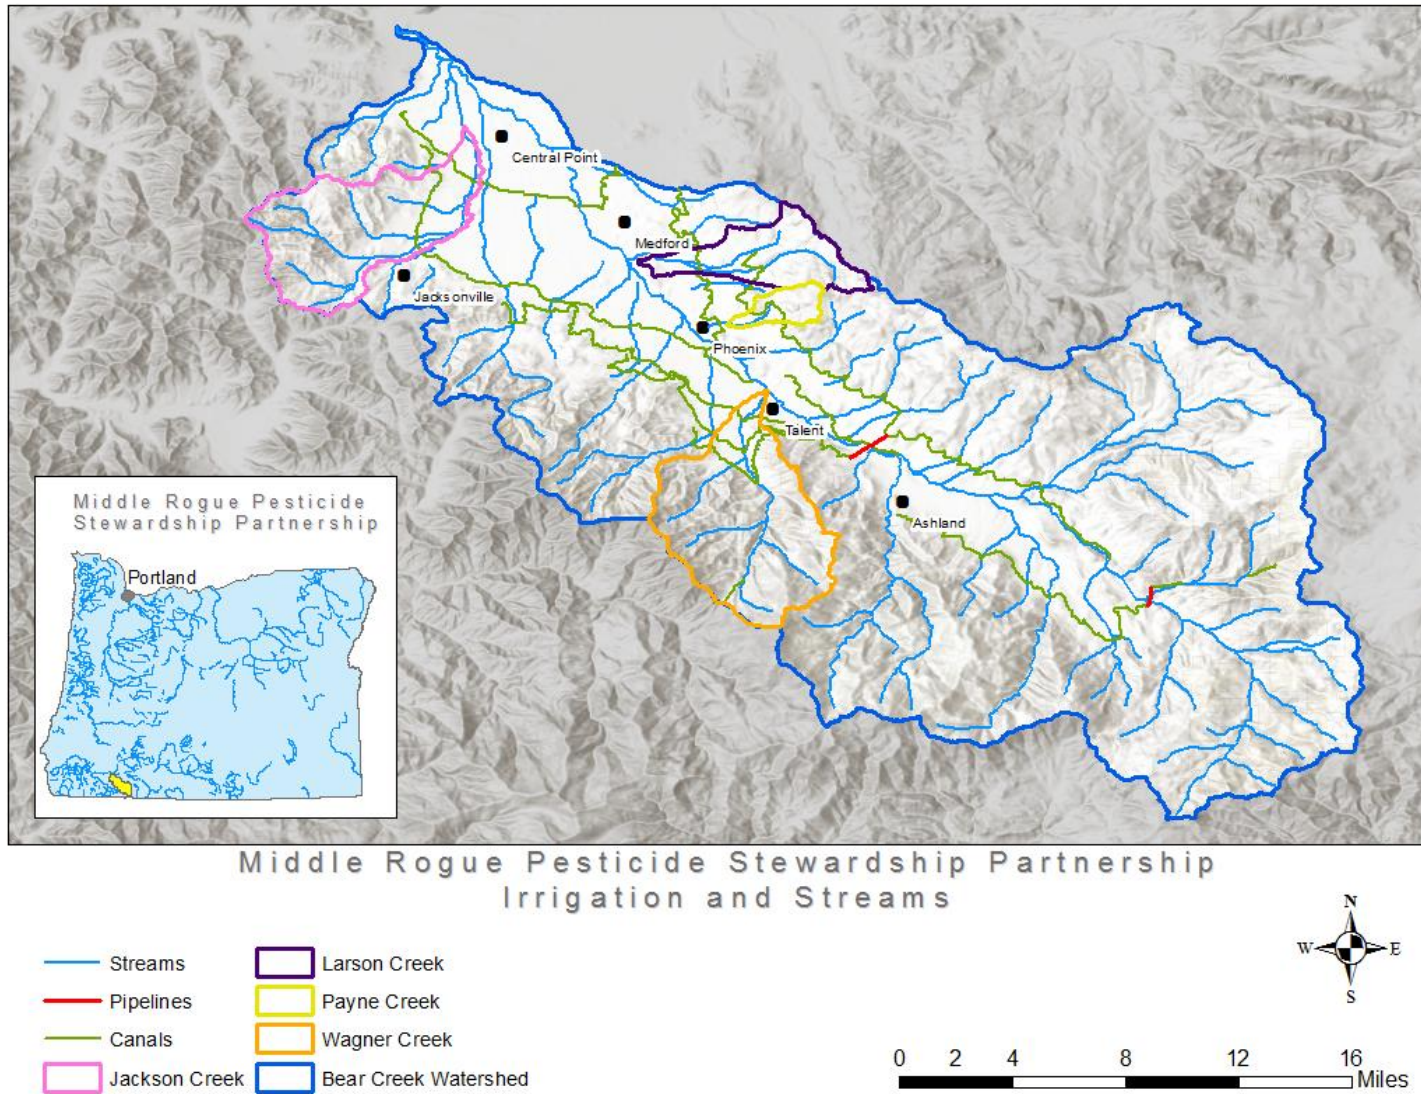 Central Point
Medford
Jacksonville
Phoenix
Talent
Ashland
Middle Rogue Pesticide
Stewardship Partnership
Portland
Middle Rogue Pesticide Stewardship Partnership
Irrigation and Streams
Streams
Pipelines
Canals
Jackson Creek
Larson Creek
Payne Creek
Wagner Creek
Bear Creek Watershed
N
W E
S
0 2 4 8 12 16
Miles